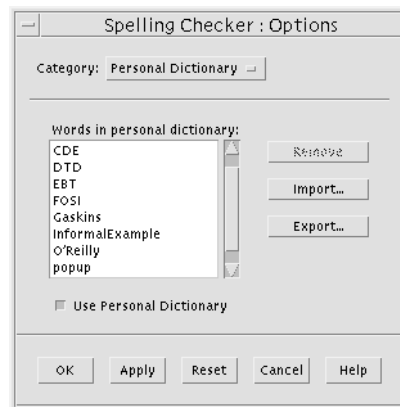 Spelling Checker : Options
Category: Personal Dictionary
Words in personal dictionary:
CDE
DTD
EBT
FOSI
Gaskins
InformalExample
O'Reilly
popup
Remove
Import...
Export...
Use Personal Dictionary
OK Apply Reset Cancel Help